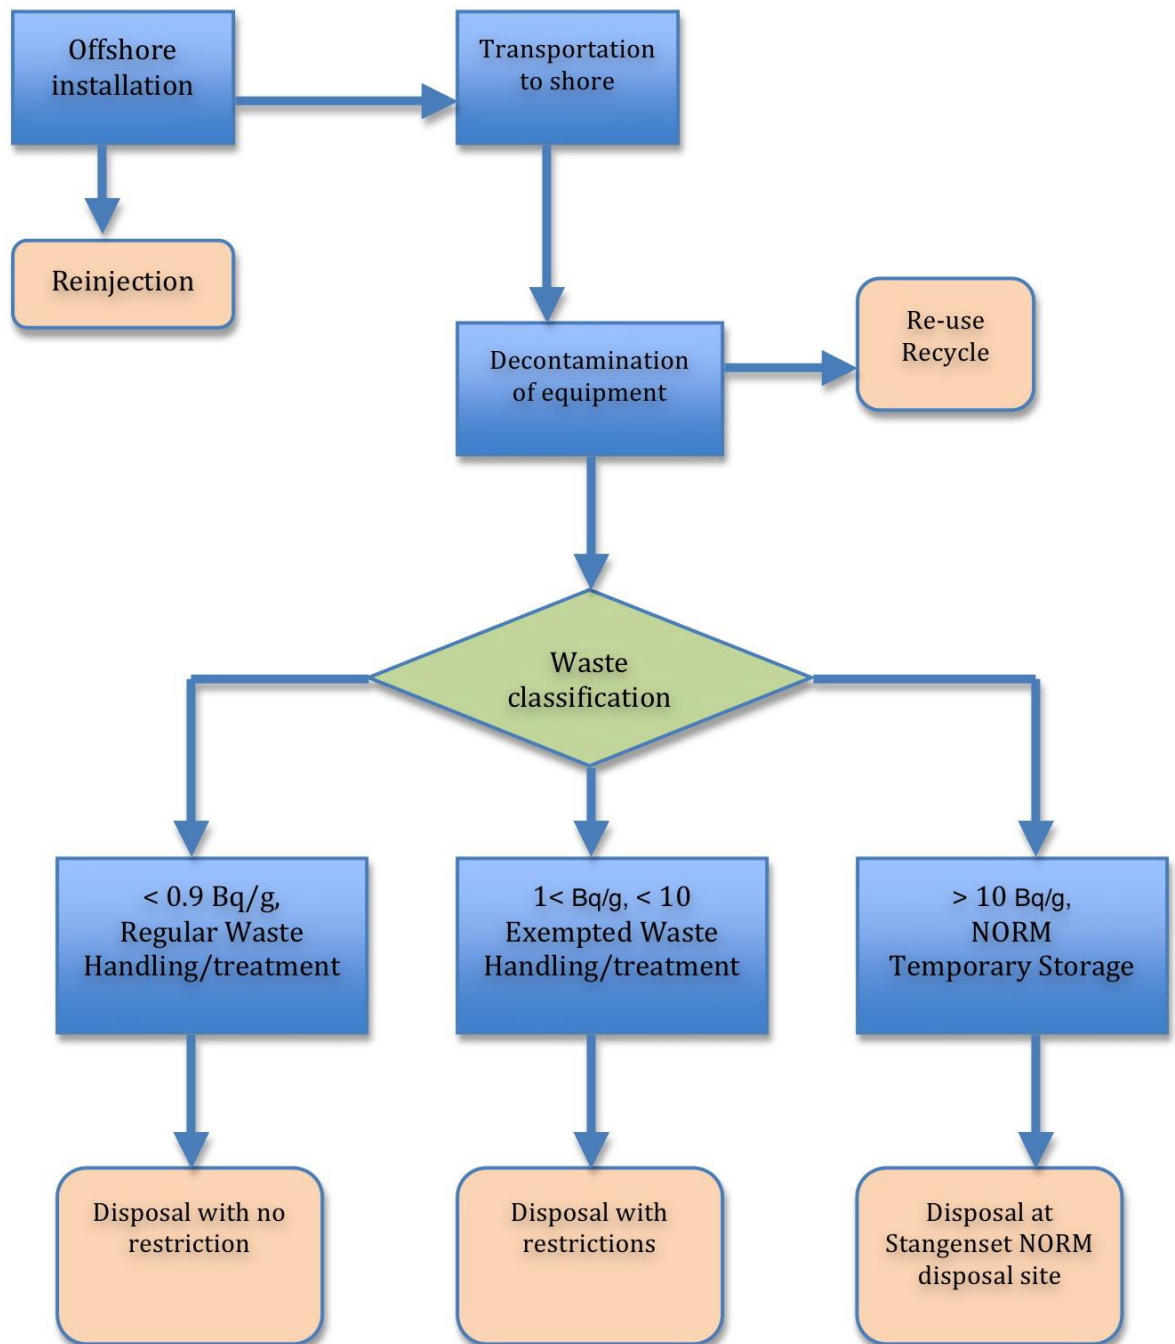 Offshore
installation
Transportation
to shore
Reinjection
Re-use
Recycle
Decontamination
of equipment
Waste
classification
< 0.9 Bq/g,
Regular Waste
Handling/treatment
1< Bq/g, < 10
Exempted Waste
Handling/treatment
> 10 Bq/g,
NORM
Temporary Storage
Disposal with no
restriction
Disposal with
restrictions
Disposal at
Stangenset NORM
disposal site